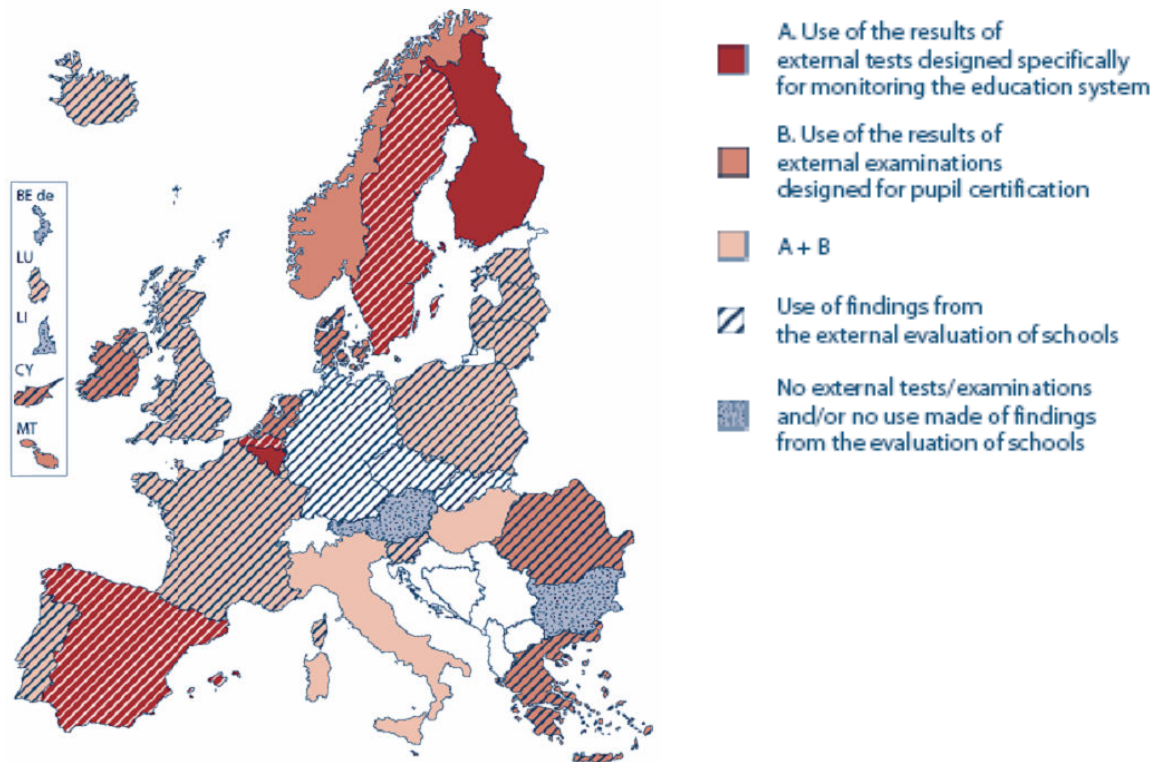 BE de
LU
LI
CY
MT
A. Use of the results of
external tests designed specifically
for monitoring the education system
B. Use of the results of
external examinations
designed for pupil certification
A + B
Use of findings from
the external evaluation of schools
No external tests/examinations
and/or no use made of findings
from the evaluation of schools